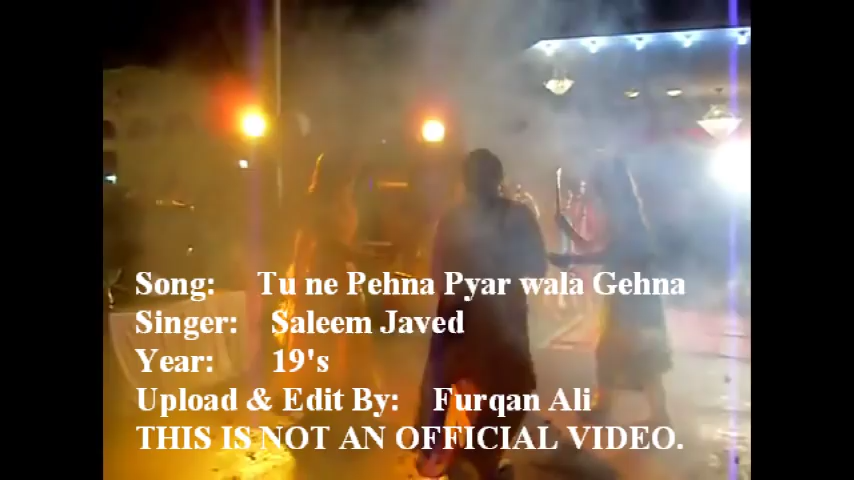 Song: Tu ne Pehna Pyar wala Gehna
Singer: Saleem Javed
Year: 19's
Upload & Edit By: Furqan Ali
THIS IS NOT AN OFFICIAL VIDEO.